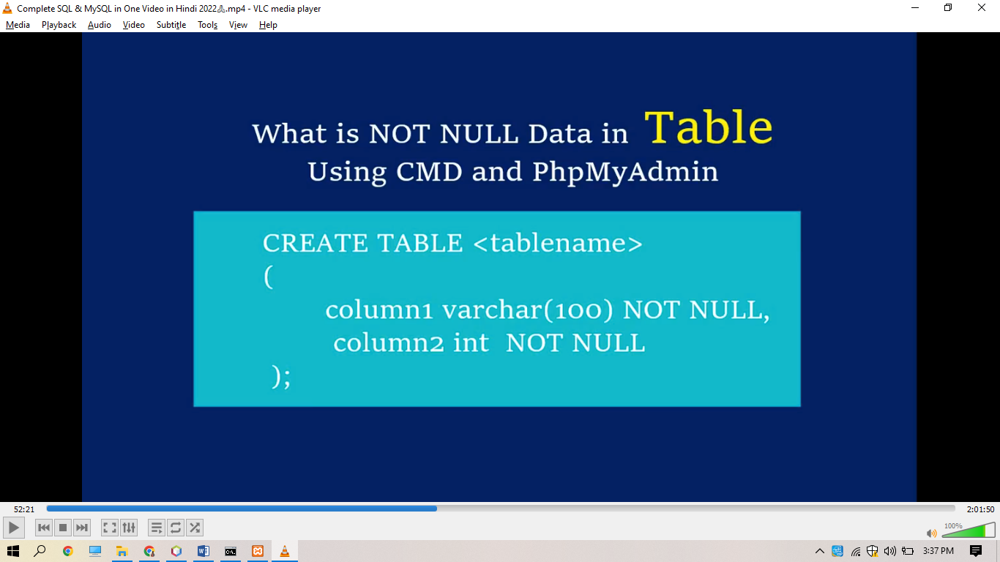 Complete SQL & MySQL in One Video in Hindi 2022🙏.mp4 - VLC media player
Media Playback Audio Video Subtitle Tools View Help
What is NOT NULL Data in Table
Using CMD and PhpMyAdmin
CREATE TABLE <tablename>
(
column1 varchar(100) NOT NULL,
column2 int NOT NULL
);
52:21 2:01:50
100%
3:37 PM